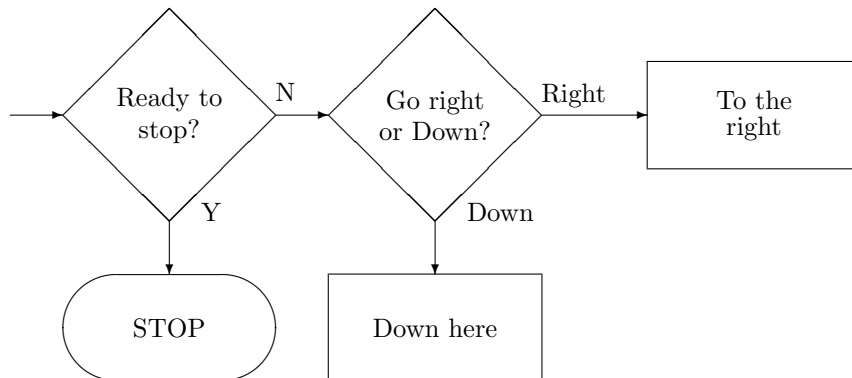 Ready to
stop?
N
Go right
or Down?
Right
To the
right
Y
Down
STOP
Down here